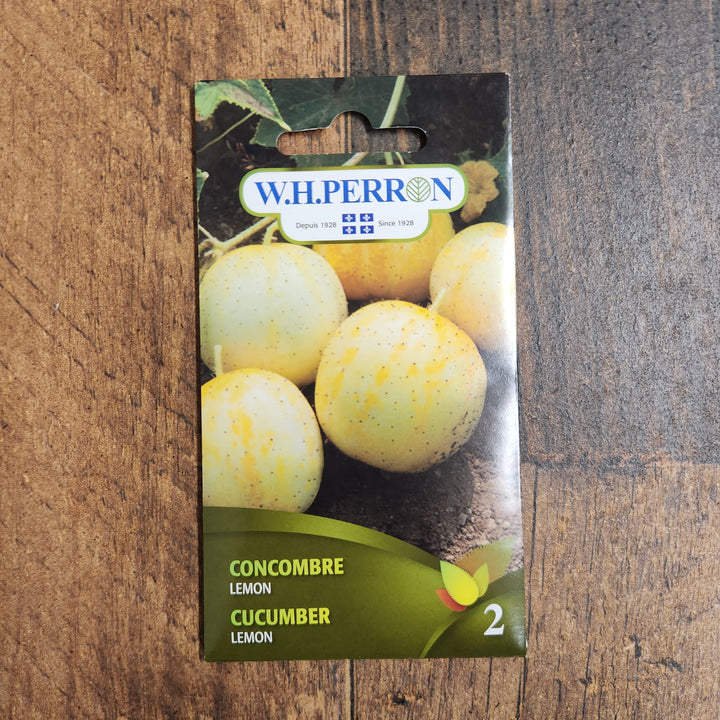 W.H.PERRON
Depuis 1928 Since 1928
CONCOMBRE
LEMON
CUCUMBER
LEMON
2